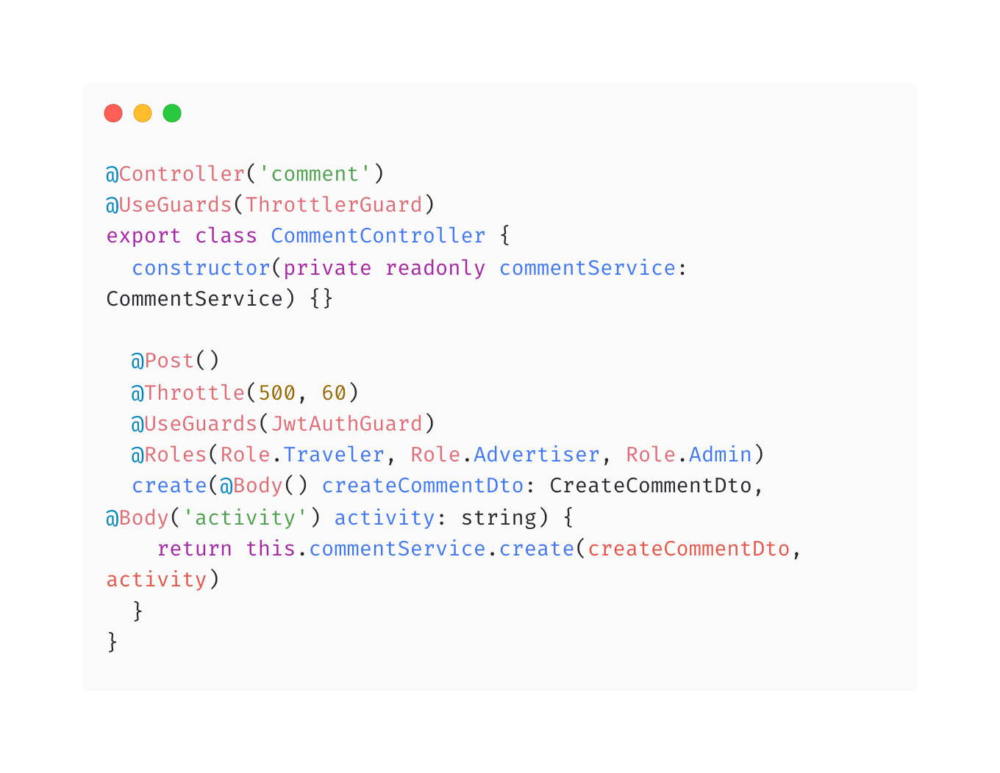 @Controller('comment')
@UseGuards(ThrottlerGuard)
export class CommentController {
  constructor(private readonly commentService:
CommentService) {}

  @Post()
  @Throttle(500, 60)
  @UseGuards(JwtAuthGuard)
  @Roles(Role.Traveler, Role.Advertiser, Role.Admin)
  create(@Body() createCommentDto: CreateCommentDto,
@Body('activity') activity: string) {
    return this.commentService.create(createCommentDto,
activity)
  }
}